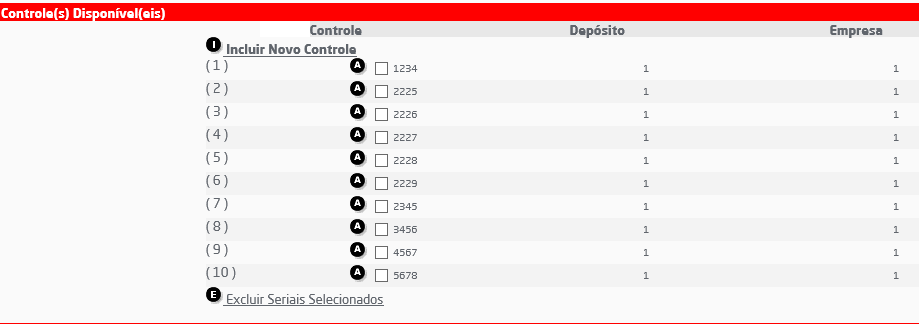 Controle(s) Disponível(eis)
Controle Depósito Empresa
I Incluir Novo Controle
( 1 ) A 1234 1 1
( 2 ) A 2225 1 1
( 3 ) A 2226 1 1
( 4 ) A 2227 1 1
( 5 ) A 2228 1 1
( 6 ) A 2229 1 1
( 7 ) A 2345 1 1
( 8 ) A 3456 1 1
( 9 ) A 4567 1 1
( 10 ) A 5678 1 1
E Excluir Seriais Selecionados